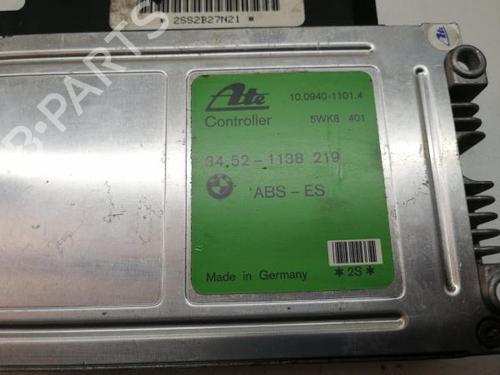 2SS2B27N21 *
Ate
Ate
10.0940-1101.4
Controller
5WK8 401
34.52-1138 219
ABS-ES
Made in Germany
*2S*
B-PARTS